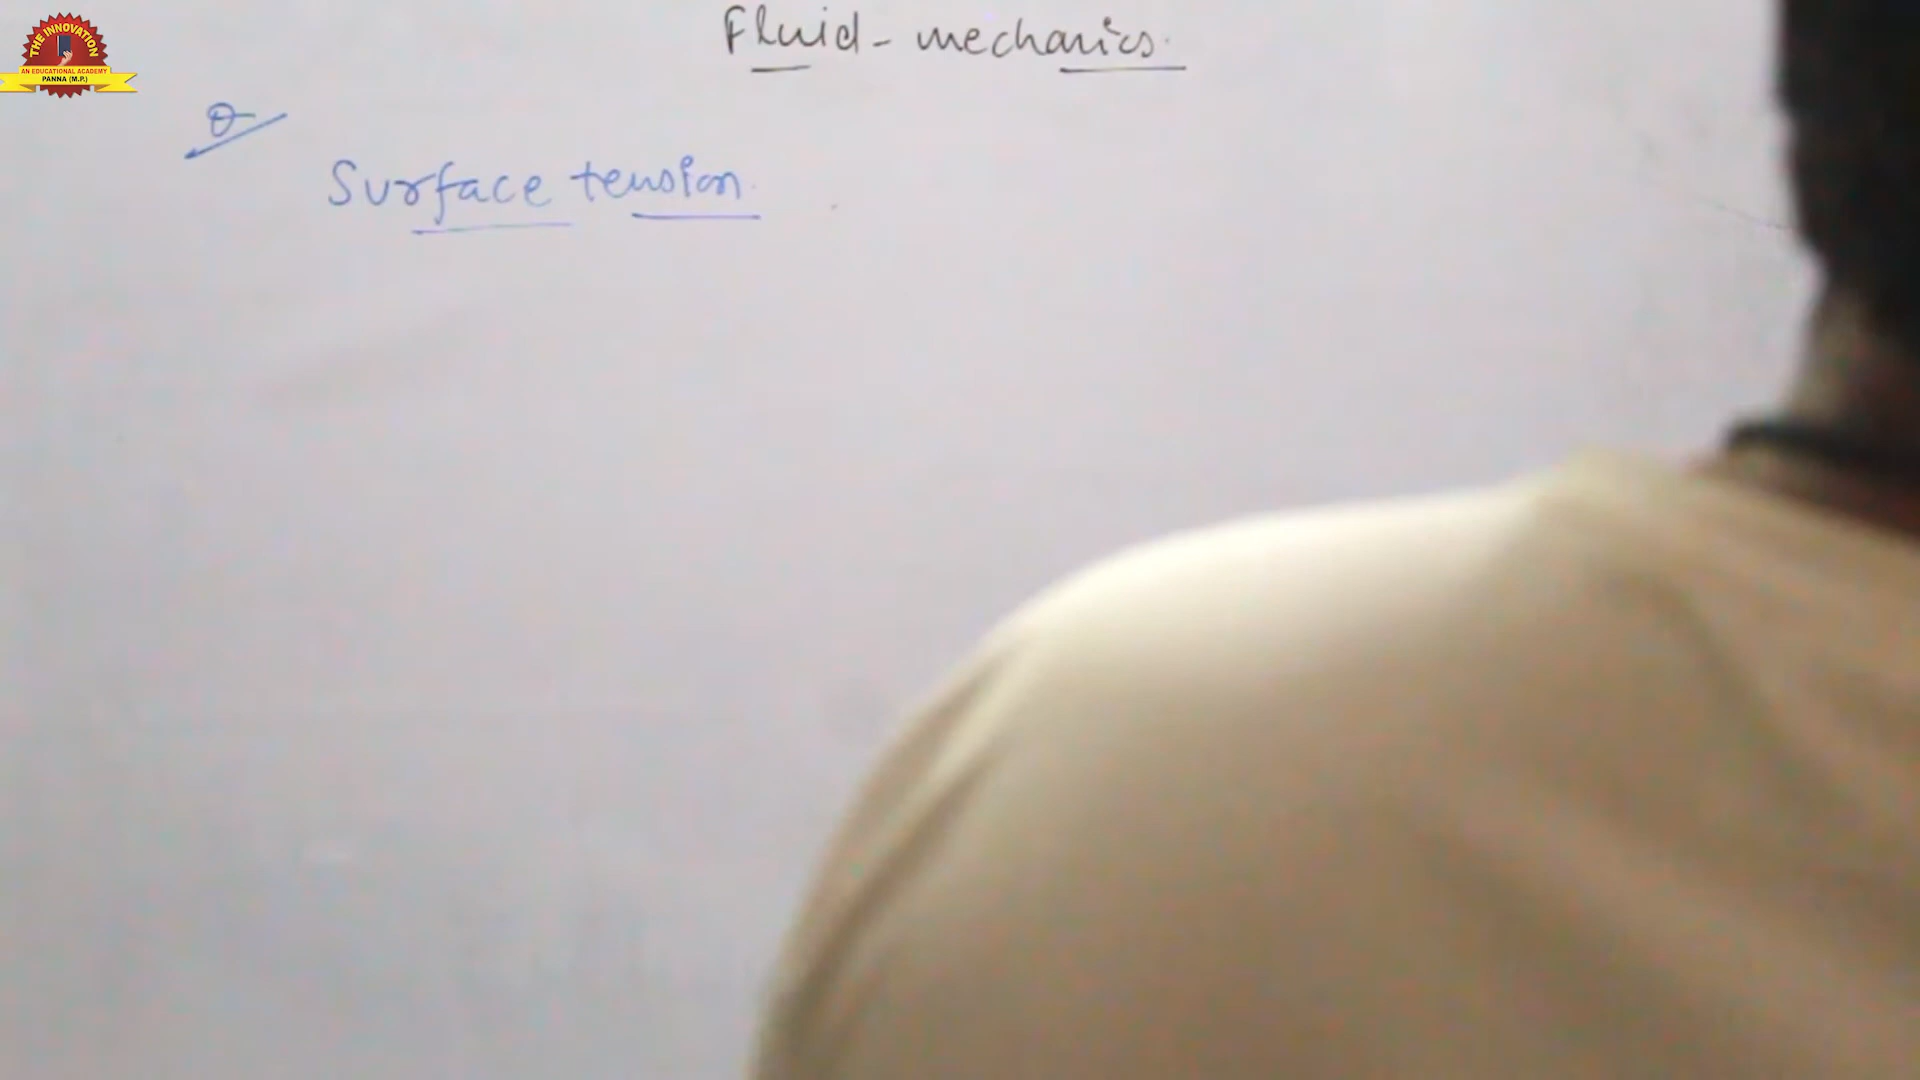 THE INNOVATION
AN EDUCATIONAL ACADEMY
PANNA (M.P.)
Fluid - mechanics.
Surface tension.